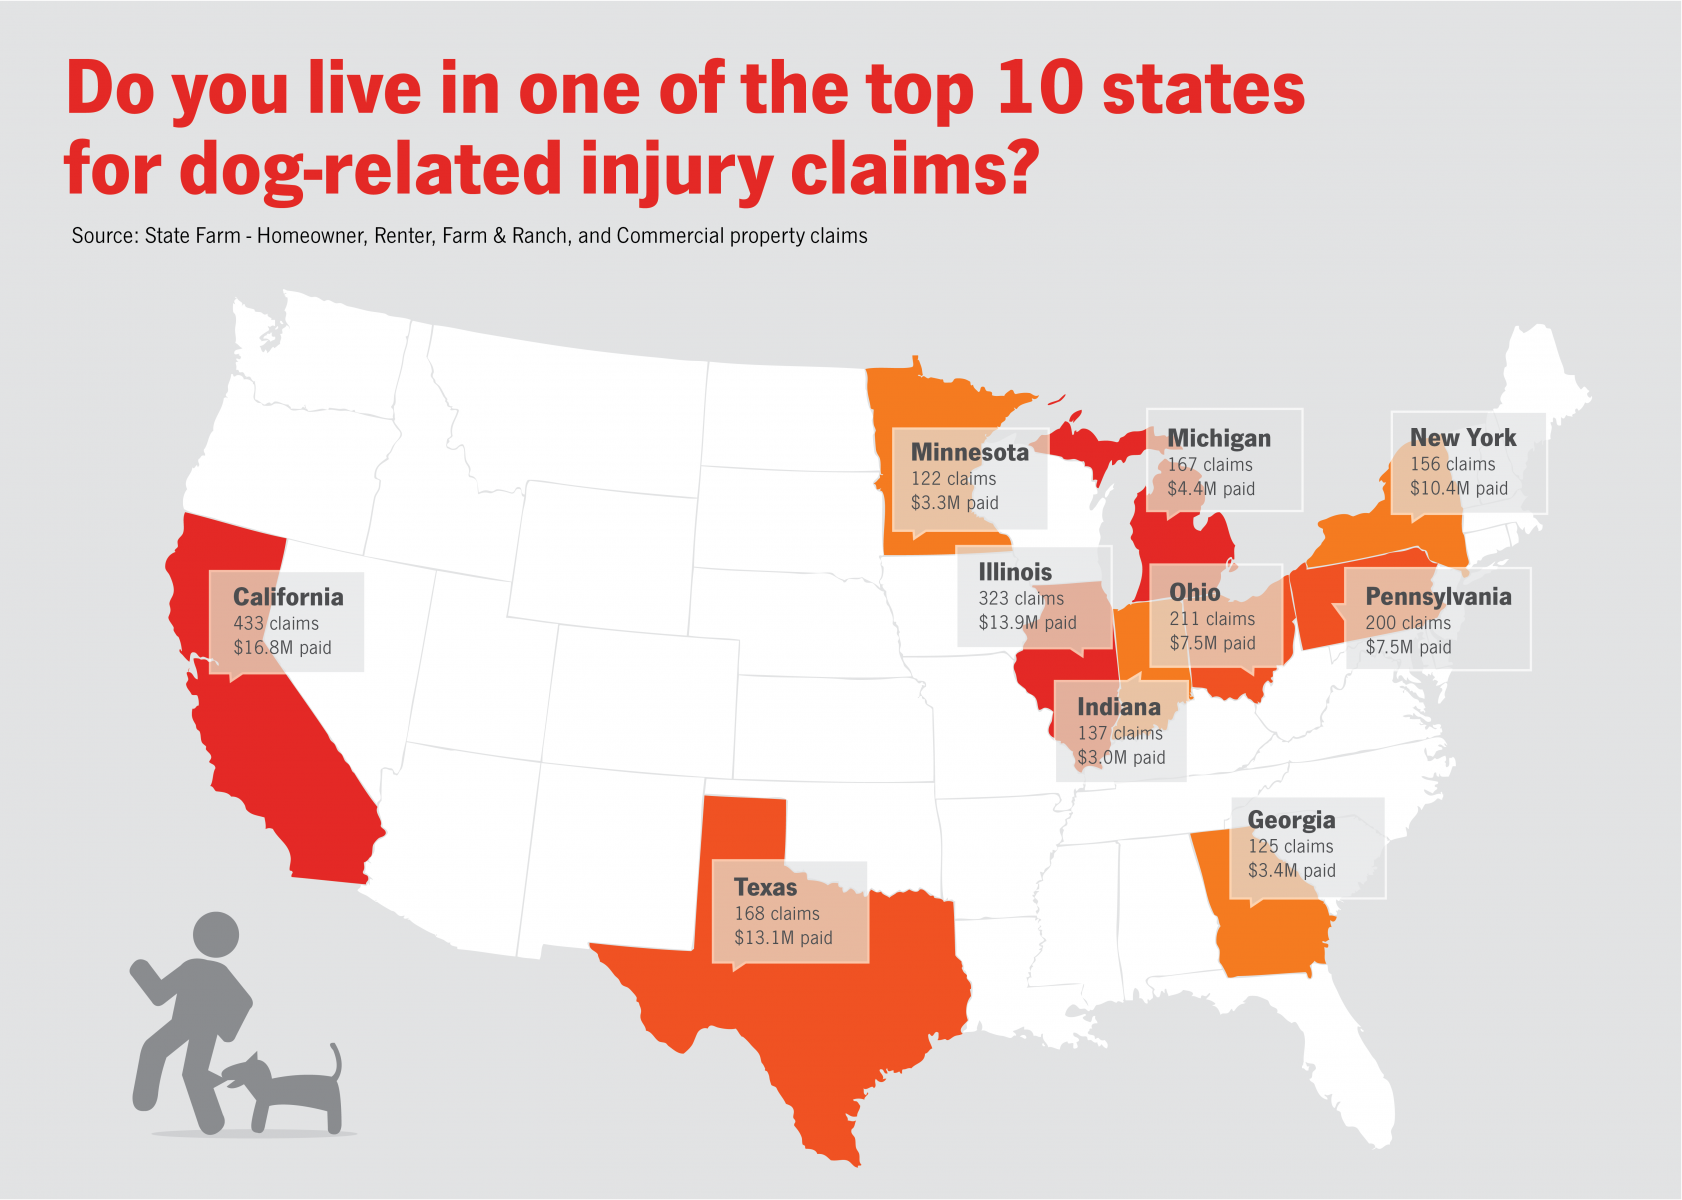 Do you live in one of the top 10 states
for dog-related injury claims?
Source: State Farm - Homeowner, Renter, Farm & Ranch, and Commercial property claims
Minnesota
122 claims
$3.3M paid
Michigan
167 claims
$4.4M paid
New York
156 claims
$10.4M paid
Illinois
323 claims
$13.9M paid
Ohio
211 claims
$7.5M paid
Pennsylvania
200 claims
$7.5M paid
California
433 claims
$16.8M paid
Indiana
137 claims
$3.0M paid
Georgia
125 claims
$3.4M paid
Texas
168 claims
$13.1M paid